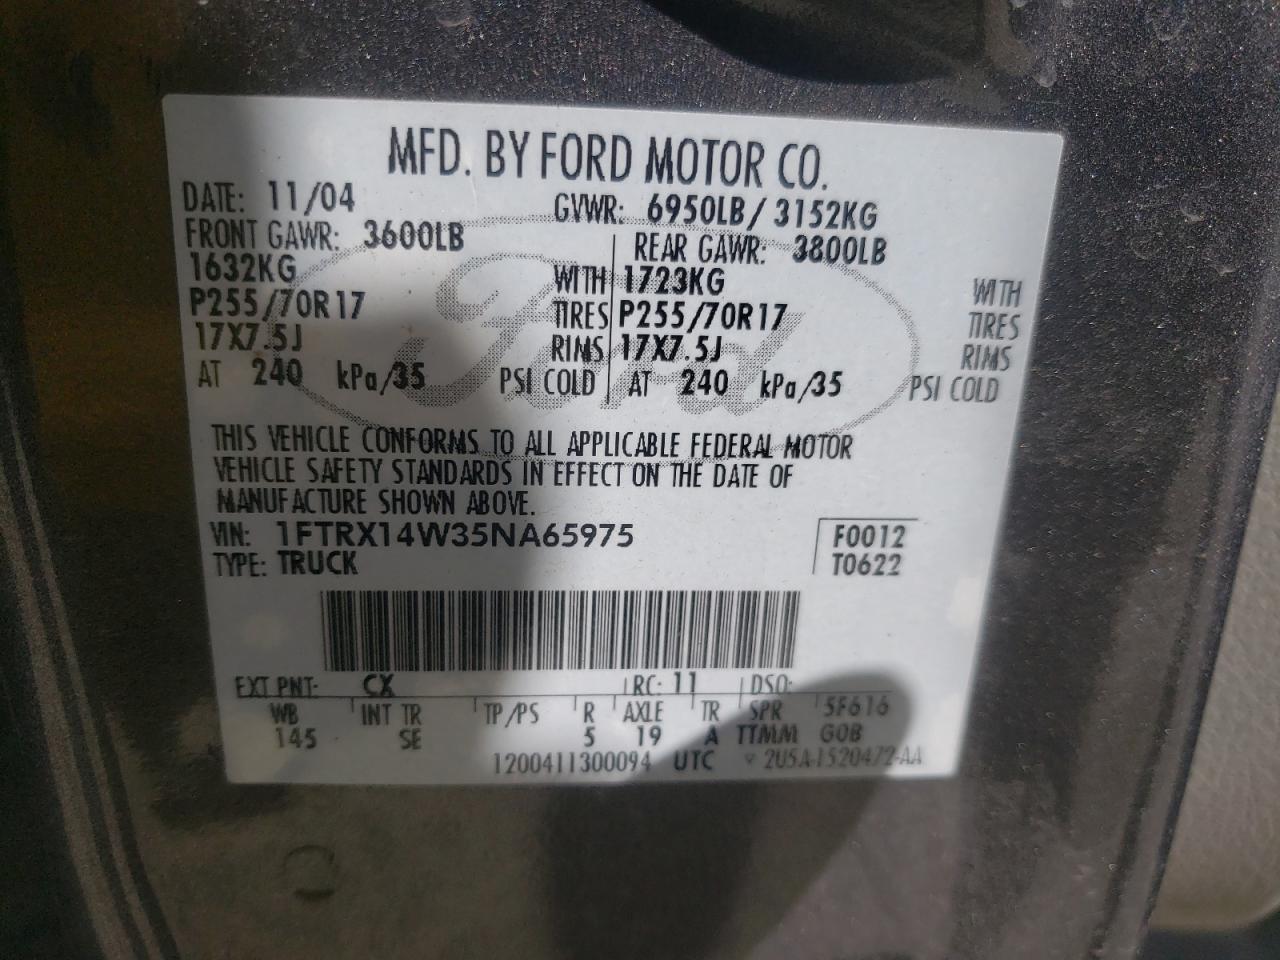 MFD. BY FORD MOTOR CO.
DATE: 11/04 GVWR: 6950LB/ 3152KG
FRONT GAWR: 3600LB REAR GAWR: 3800LB
1632KG WITH 1723KG WITH
P255/70R17 TIRES P255/70R17 TIRES
17X7.5J RIMS 17X7.5J RIMS
AT 240 kPa/35 PSI COLD AT 240 kPa/35 PSI COLD
Ford
THIS VEHICLE CONFORMS TO ALL APPLICABLE FEDERAL MOTOR
VEHICLE SAFETY STANDARDS IN EFFECT ON THE DATE OF
MANUFACTURE SHOWN ABOVE.
VIN: 1FTRX14W35NA65975 F0012
TYPE: TRUCK T0622
EXT PNT: CX RC: 11 DSO:
WB INT TR TP/PS R AXLE TR SPR 5F616
145 SE 5 19 A TTMM GOB
1200411300094 UTC 2U5A-1520472-AA